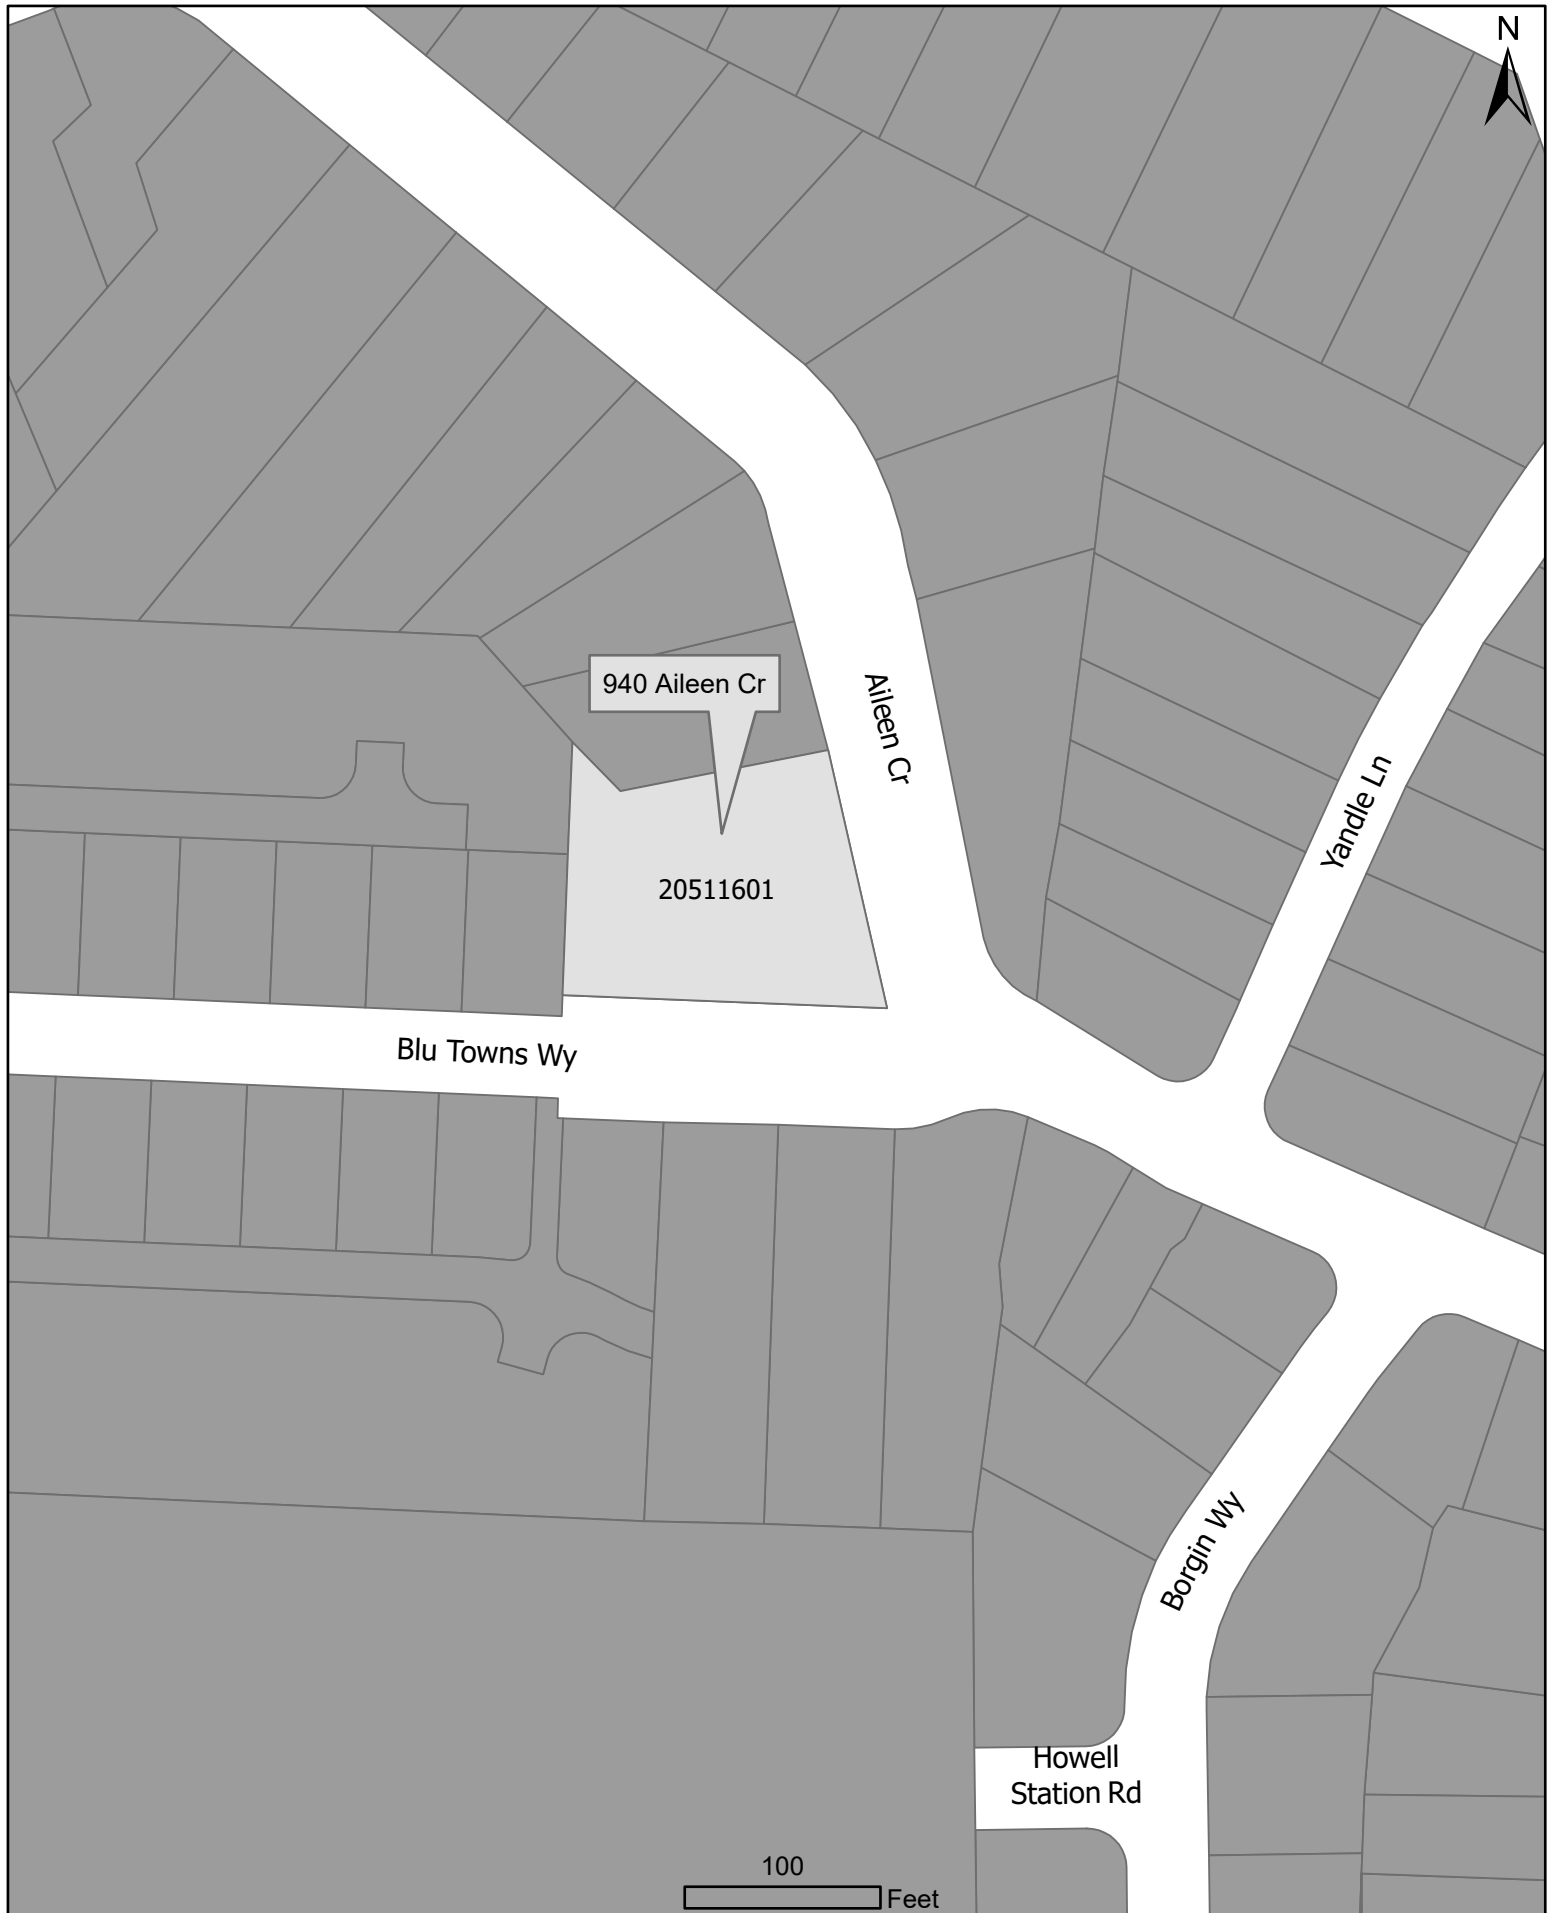 N
940 Aileen Cr
Aileen Cr
Yandle Ln
20511601
Blu Towns Wy
Borgin Wy
Howell
Station Rd
100
Feet